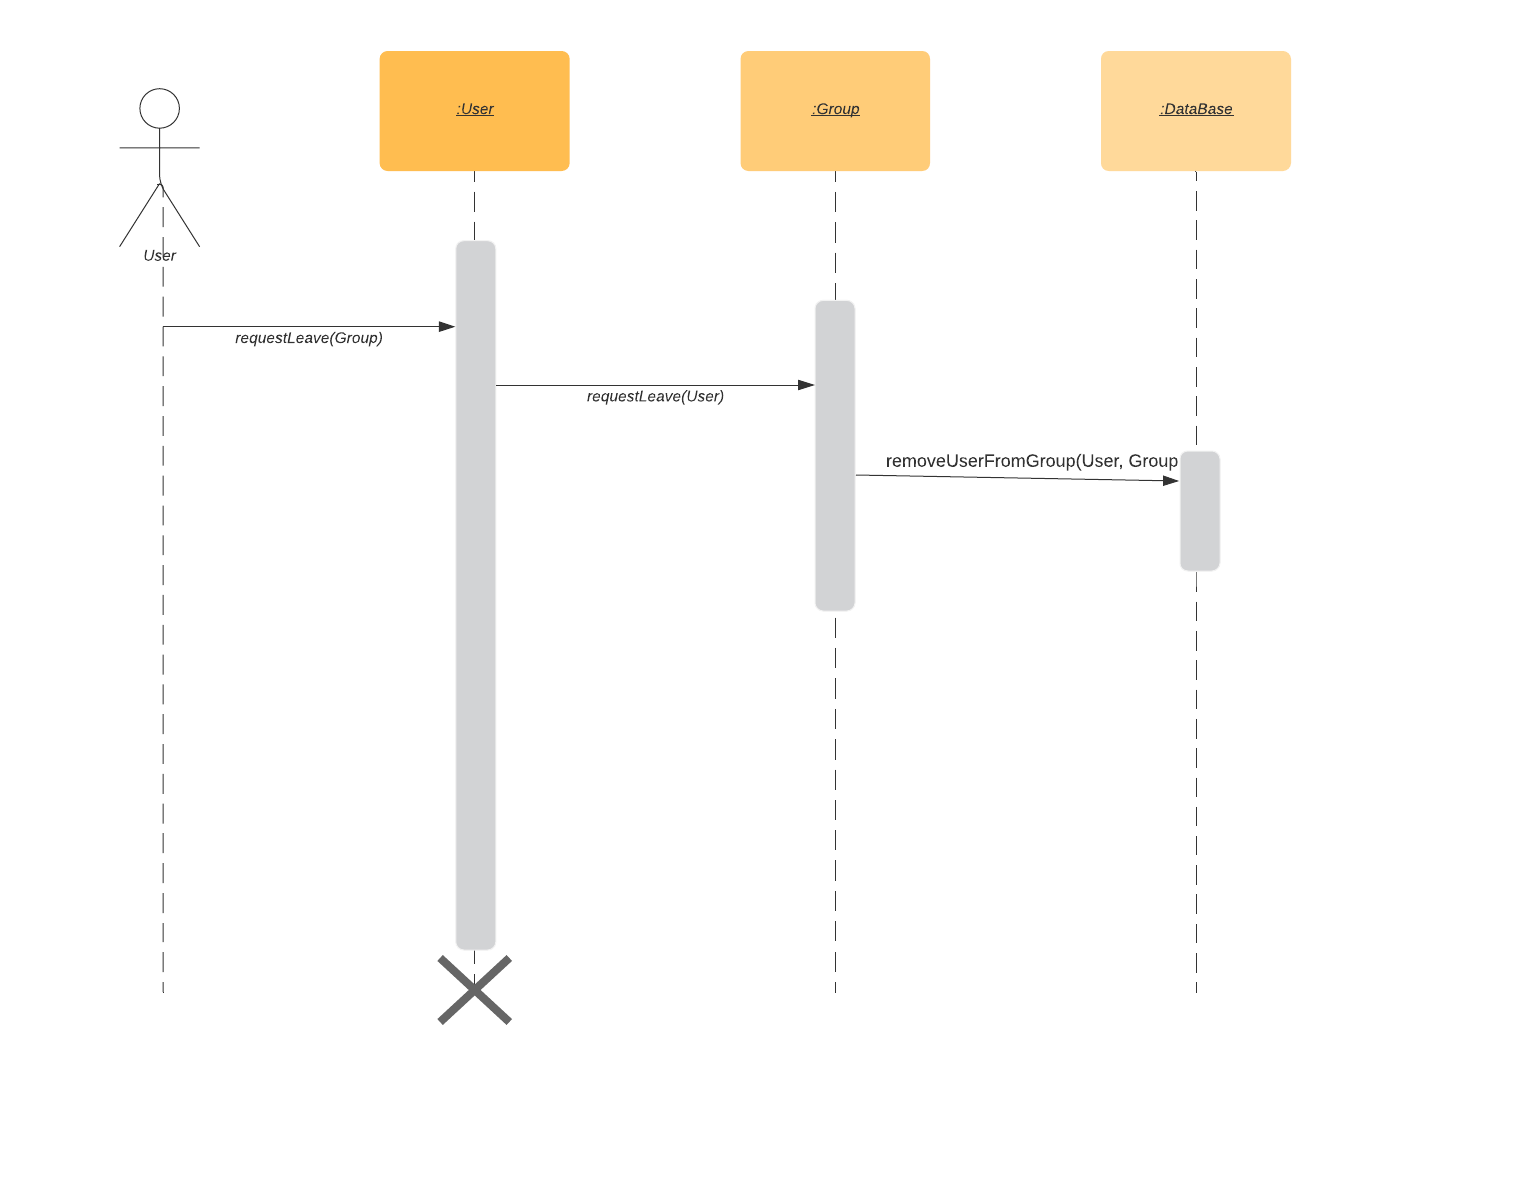 :User
:Group
:DataBase
User
requestLeave(Group)
requestLeave(User)
removeUserFromGroup(User, Group